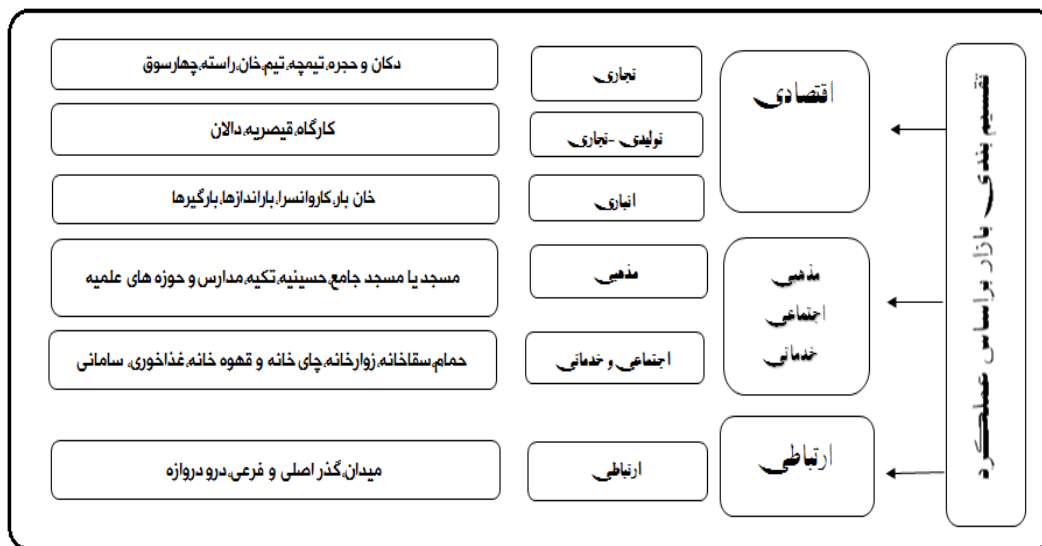 تقسیم بندی بازار براساس عملکرد
اقتصادی
تجاری
دکان و حجره،تیمچه،تیم،خان،راسته،چهارسوق
تولیدی -تجاری
کارگاه،قیصریه،دالان
انباری
خان بار،کاروانسرا،باراندازها،بارگیرها
مذهبی
اجتماعی
خدماتی
مذهبی
مسجد یا مسجد جامع،حسینیه،تکیه،مدارس و حوزه های علمیه
اجتماعی و خدماتی
حمام،سقاخانه،زوارخانه،چای خانه و قهوه خانه،غذاخوری، سامانی
ارتباطی
ارتباطی
میدان،گذر اصلی و فرعی،درو دروازه